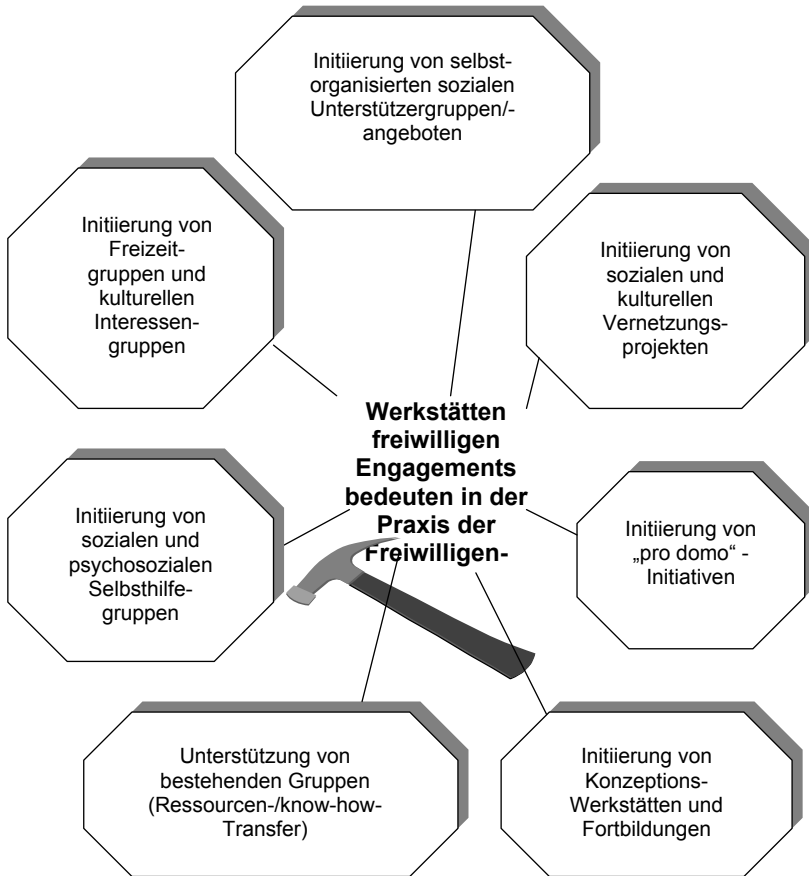 Initiierung von selbst-
organisierten sozialen
Unterstützergruppen/-
angeboten
Initiierung von
Freizeit-
gruppen und
kulturellen
Interessen-
gruppen
Initiierung von
sozialen und
kulturellen
Vernetzungs-
projekten
Werkstätten
freiwilligen
Engagements
bedeuten in der
Praxis der
Freiwilligen-
Initiierung von
sozialen und
psychosozialen
Selbsthilfe-
gruppen
Initiierung von
„pro domo“ -
Initiativen
Unterstützung von
bestehenden Gruppen
(Ressourcen-/know-how-
Transfer)
Initiierung von
Konzeptions-
Werkstätten und
Fortbildungen